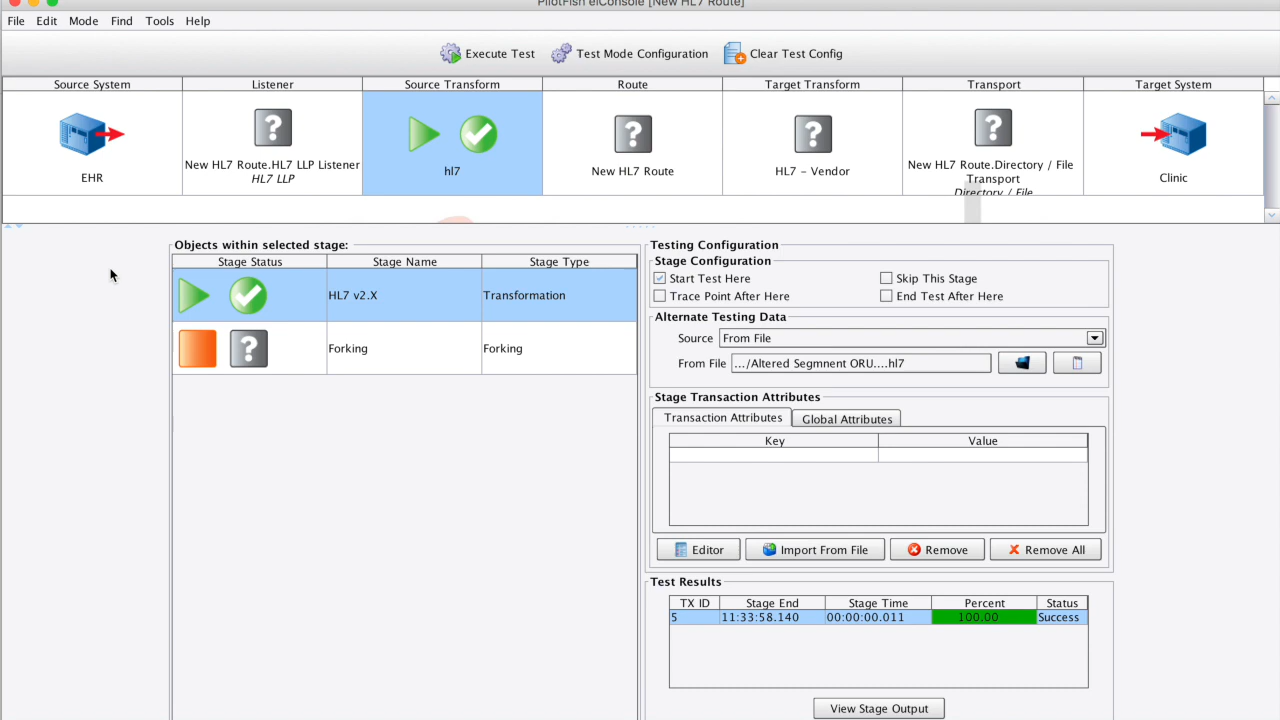 PilotFish eiConsole [New HL7 Route]
File Edit Mode Find Tools Help
Execute Test Test Mode Configuration Clear Test Config
Source System Listener Source Transform Route Target Transform Transport Target System
EHR
New HL7 Route.HL7 LLP Listener
HL7 LLP
hl7
New HL7 Route
HL7 - Vendor
New HL7 Route.Directory / File
Transport
Directory / File
Clinic
Objects within selected stage:
Stage Status Stage Name Stage Type
HL7 v2.X Transformation
Forking Forking
Testing Configuration
Stage Configuration
Start Test Here Skip This Stage
Trace Point After Here End Test After Here
Alternate Testing Data
Source From File
From File .../Altered Segmnent ORU....hl7
Stage Transaction Attributes
Transaction Attributes Global Attributes
Key Value
Editor Import From File Remove Remove All
Test Results
TX ID Stage End Stage Time Percent Status
5 11:33:58.140 00:00:00.011 100.00 Success
View Stage Output